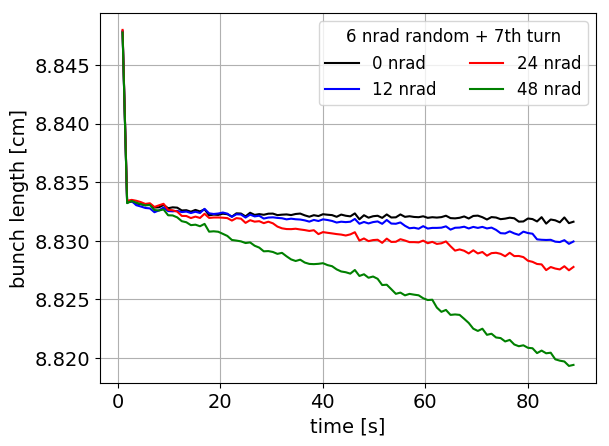 6 nrad random + 7th turn
0 nrad 24 nrad
12 nrad 48 nrad
bunch length [cm]
8.845
8.840
8.835
8.830
8.825
8.820
0 20 40 60 80
time [s]